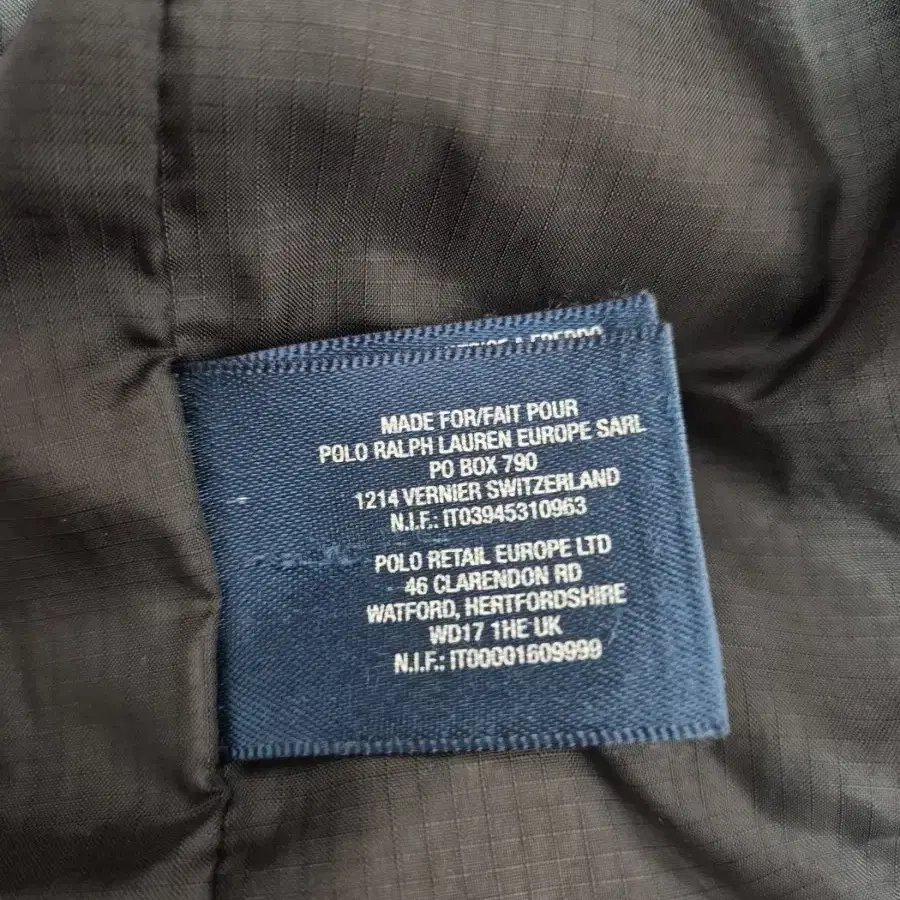 MADE FOR/FAIT POUR
POLO RALPH LAUREN EUROPE SARL
PO BOX 790
1214 VERNIER SWITZERLAND
N.I.F.: IT03945310963
POLO RETAIL EUROPE LTD
46 CLARENDON RD
WATFORD, HERTFORDSHIRE
WD17 1HE UK
N.I.F.: IT00001609999